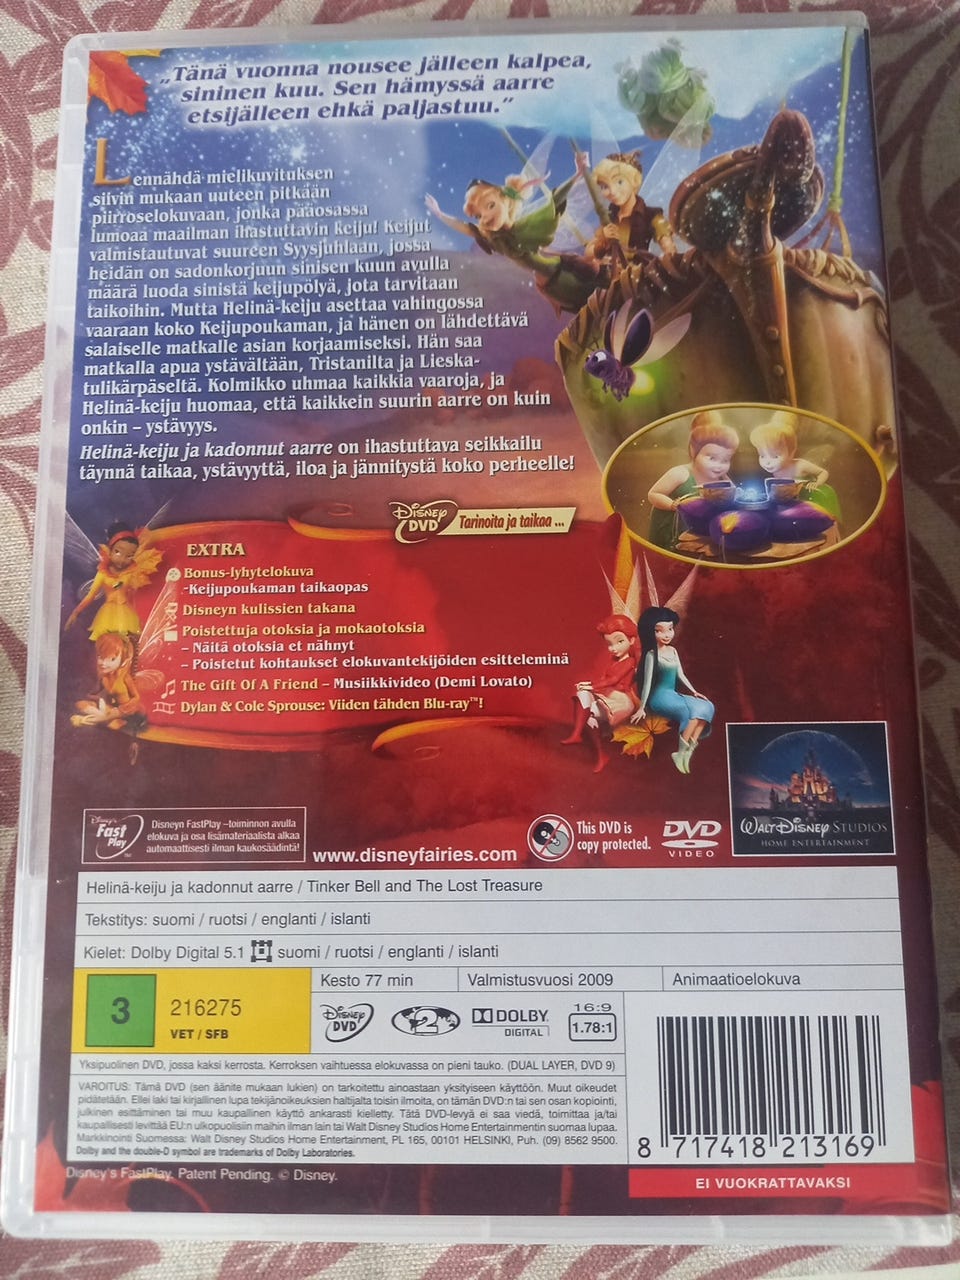 „Tänä vuonna nousee jälleen kalpea,
sininen kuu. Sen hämyssä aarre
etsijälleen ehkä paljastuu.”
Lennähdä mielikuvituksen
siivin mukaan uuteen pitkään
piirroselokuvaan, jonka pääosassa
lumoaa maailman ihastuttavin keiju! Keijut
valmistautuvat suureen Syysjuhlaan, jossa
heidän on sadonkorjuun sinisen kuun avulla
määrä luoda sinistä keijupölyä, jota tarvitaan
taikoihin. Mutta Helinä-keiju asettaa vahingossa
vaaraan koko Keijupoukaman, ja hänen on lähdettävä
salaiselle matkalle asian korjaamiseksi. Hän saa
matkalla apua ystävältään, Tristanilta ja Lieska-
tulikärpäseltä. Kolmikko uhmaa kaikkia vaaroja, ja
Helinä-keiju huomaa, että kaikkein suurin aarre on kuin
onkin – ystävyys.
Helinä-keiju ja kadonnut aarre on ihastuttava seikkailu
täynnä taikaa, ystävyyttä, iloa ja jännitystä koko perheelle!
Disney DVD Tarinoita ja taikaa ...
EXTRA
Bonus-lyhytelokuva
-Keijupoukaman taikaopas
Disneyn kulissien takana
Poistettuja otoksia ja mokaotoksia
– Näitä otoksia et nähnyt
– Poistetut kohtaukset elokuvantekijöiden esitteleminä
The Gift Of A Friend – Musiikkivideo (Demi Lovato)
Dylan & Cole Sprouse: Viiden tähden Blu-ray™!
Disney's Fast Play™
Disneyn FastPlay –toiminnon avulla
elokuva ja osa lisämateriaalista alkaa
automaattisesti ilman kaukosäädintä!
www.disneyfairies.com
This DVD is
copy protected.
DVD VIDEO
WALT DISNEY STUDIOS
HOME ENTERTAINMENT
Helinä-keiju ja kadonnut aarre / Tinker Bell and The Lost Treasure
Tekstitys: suomi / ruotsi / englanti / islanti
Kielet: Dolby Digital 5.1 suomi / ruotsi / englanti / islanti
3
216275
VET / SFB
Kesto 77 min
Valmistusvuosi 2009
Animaatioelokuva
Disney DVD
2
DOLBY
DIGITAL
16:9
1.78:1
Yksipuolinen DVD, jossa kaksi kerrosta. Kerroksen vaihtuessa elokuvassa on pieni tauko. (DUAL LAYER, DVD 9)
VAROITUS: Tämä DVD (sen äänite mukaan lukien) on tarkoitettu ainoastaan yksityiseen käyttöön. Muut oikeudet
pidätetään. Ellei laki tai kirjallinen lupa tekijänoikeuksien haltijalta toisin ilmoita, on tämän DVD:n tai sen osan kopiointi,
julkinen esittäminen tai muu kaupallinen käyttö ankarasti kielletty. Tätä DVD-levyä ei saa viedä, toimittaa ja/tai
kaupallisesti levittää EU:n ulkopuolisiin maihin ilman lain tai Walt Disney Studios Home Entertainmentin suomaa lupaa.
Markkinointi Suomessa: Walt Disney Studios Home Entertainment, PL 165, 00101 HELSINKI, Puh. (09) 8562 9500.
Dolby and the double-D symbol are trademarks of Dolby Laboratories.
8 717418 213169
Disney's FastPlay. Patent Pending. © Disney.
EI VUOKRATTAVAKSI